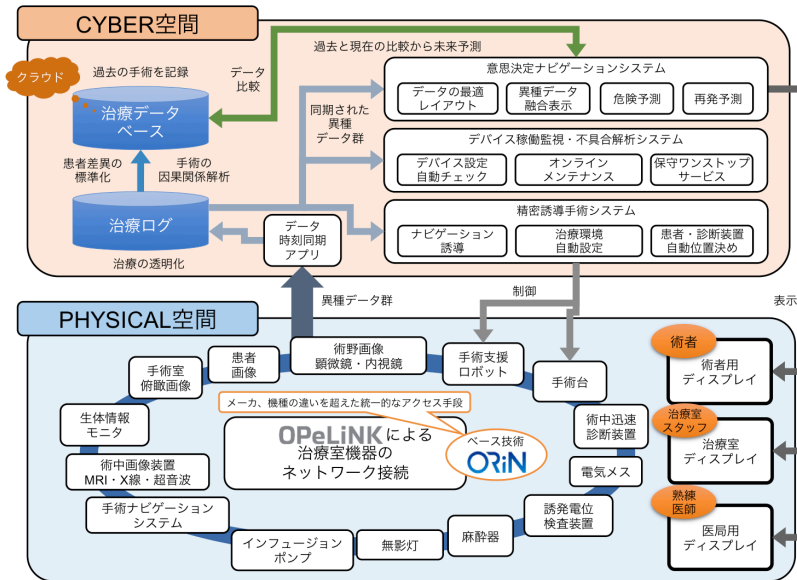 CYBER空間
クラウド
過去の手術を記録
データ
比較
過去と現在の比較から未来予測
治療データ
ベース
同期された
異種
データ群
患者差異の
標準化
手術の
因果関係解析
治療ログ
治療の透明化
データ
時刻同期
アプリ
意思決定ナビゲーションシステム
データの最適
レイアウト
異種データ
融合表示
危険予測
再発予測
デバイス稼働監視・不具合解析システム
デバイス設定
自動チェック
オンライン
メンテナンス
保守ワンストップ
サービス
精密誘導手術システム
ナビゲーション
誘導
治療環境
自動設定
患者・診断装置
自動位置決め
異種データ群
制御
表示
PHYSICAL空間
手術室
俯瞰画像
患者
画像
術野画像
顕微鏡・内視鏡
手術支援
ロボット
手術台
生体情報
モニタ
メーカ、機種の違いを超えた統一的なアクセス手段
OPeLiNKによる
治療室機器の
ネットワーク接続
ベース技術
ORiN
術中迅速
診断装置
術中画像装置
MRI・X線・超音波
電気メス
手術ナビゲーション
システム
誘発電位
検査装置
インフュージョン
ポンプ
無影灯
麻酔器
術者
術者用
ディスプレイ
治療室
スタッフ
治療室
ディスプレイ
熟練
医師
医局用
ディスプレイ